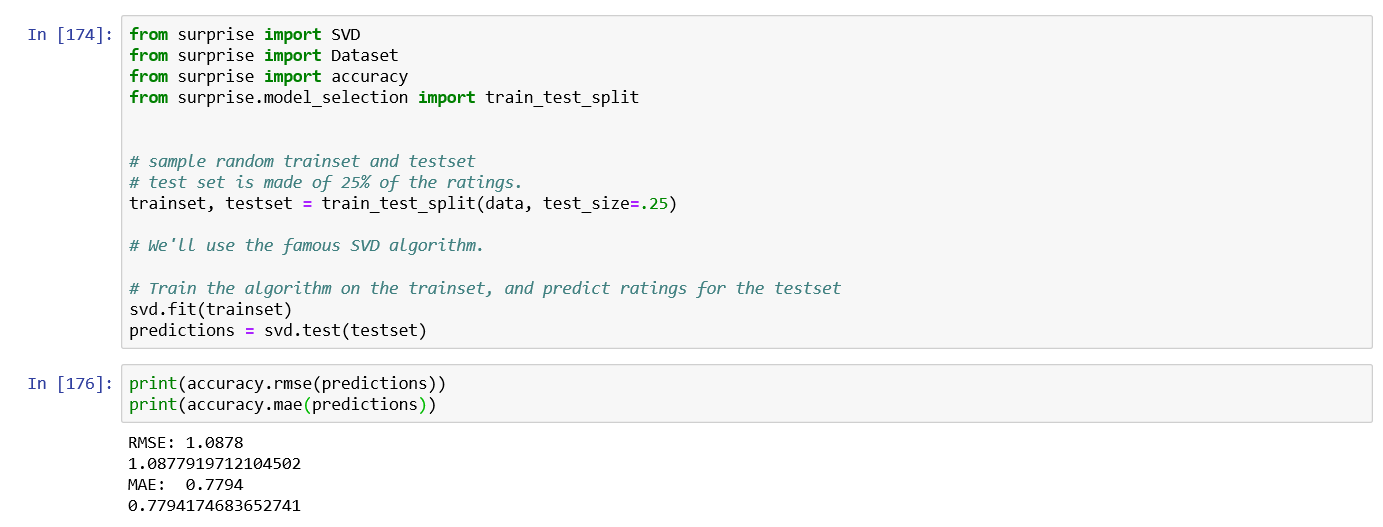 In [174]: from surprise import SVD
from surprise import Dataset
from surprise import accuracy
from surprise.model_selection import train_test_split
# sample random trainset and testset
# test set is made of 25% of the ratings.
trainset, testset = train_test_split(data, test_size=.25)
# We'll use the famous SVD algorithm.
# Train the algorithm on the trainset, and predict ratings for the testset
svd.fit(trainset)
predictions = svd.test(testset)
In [176]: print(accuracy.rmse(predictions))
print(accuracy.mae(predictions))
RMSE: 1.0878
1.0877919712104502
MAE:  0.7794
0.7794174683652741